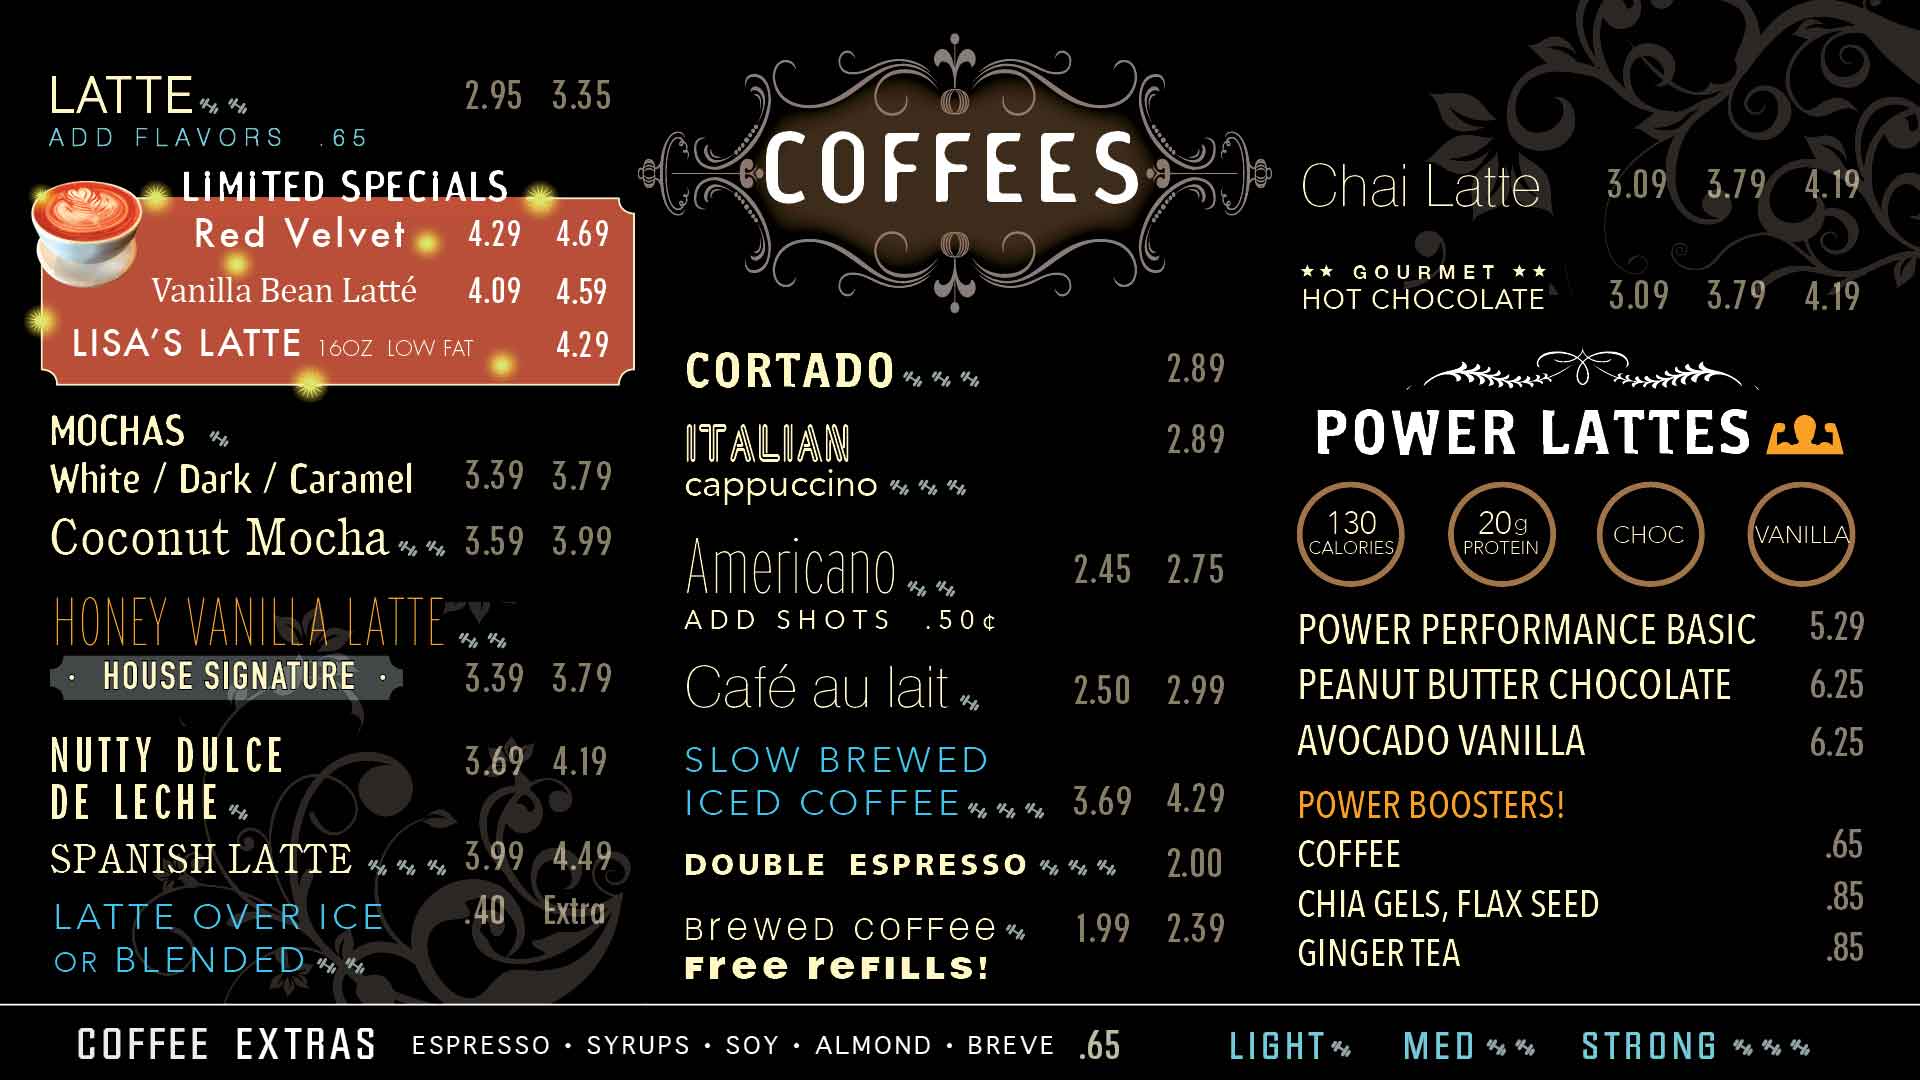 LATTE 2.95 3.35
ADD FLAVORS .65
LiMiTED SPECiALS
Red Velvet 4.29 4.69
Vanilla Bean Latté 4.09 4.59
LISA'S LATTE 16OZ LOW FAT 4.29
MOCHAS
White / Dark / Caramel 3.39 3.79
Coconut Mocha 3.59 3.99
HONEY VANILLA LATTE
· HOUSE SIGNATURE · 3.39 3.79
NUTTY DULCE 3.69 4.19
DE LECHE
SPANISH LATTE 3.99 4.49
LATTE OVER ICE .40 Extra
OR BLENDED
COFFEES
CORTADO 2.89
ITALIAN 2.89
cappuccino
Americano 2.45 2.75
ADD SHOTS .50¢
Café au lait 2.50 2.99
SLOW BREWED
ICED COFFEE 3.69 4.29
DOUBLE ESPRESSO 2.00
Brewed coffee 1.99 2.39
Free reFILLS!
Chai Latte 3.09 3.79 4.19
★★ GOURMET ★★
HOT CHOCOLATE 3.09 3.79 4.19
POWER LATTES
130 20g CHOC VANILLA
CALORIES PROTEIN
POWER PERFORMANCE BASIC 5.29
PEANUT BUTTER CHOCOLATE 6.25
AVOCADO VANILLA 6.25
POWER BOOSTERS!
COFFEE .65
CHIA GELS, FLAX SEED .85
GINGER TEA .85
COFFEE EXTRAS ESPRESSO • SYRUPS • SOY • ALMOND • BREVE .65 LIGHT MED STRONG